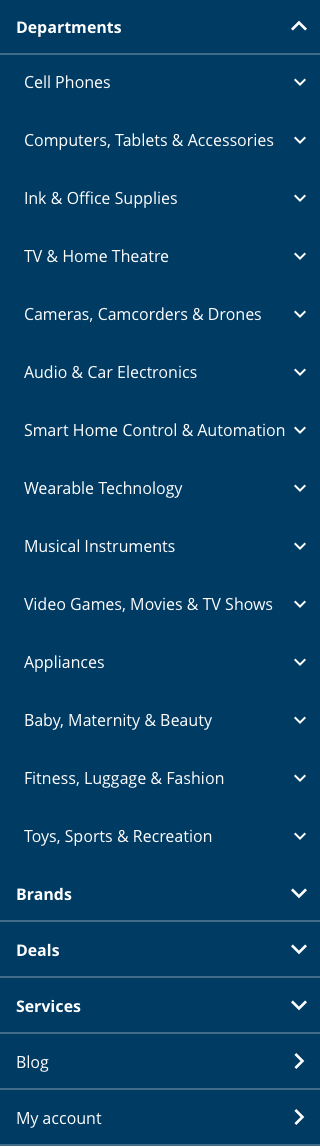 Departments
Cell Phones
Computers, Tablets & Accessories
Ink & Office Supplies
TV & Home Theatre
Cameras, Camcorders & Drones
Audio & Car Electronics
Smart Home Control & Automation
Wearable Technology
Musical Instruments
Video Games, Movies & TV Shows
Appliances
Baby, Maternity & Beauty
Fitness, Luggage & Fashion
Toys, Sports & Recreation
Brands
Deals
Services
Blog
My account